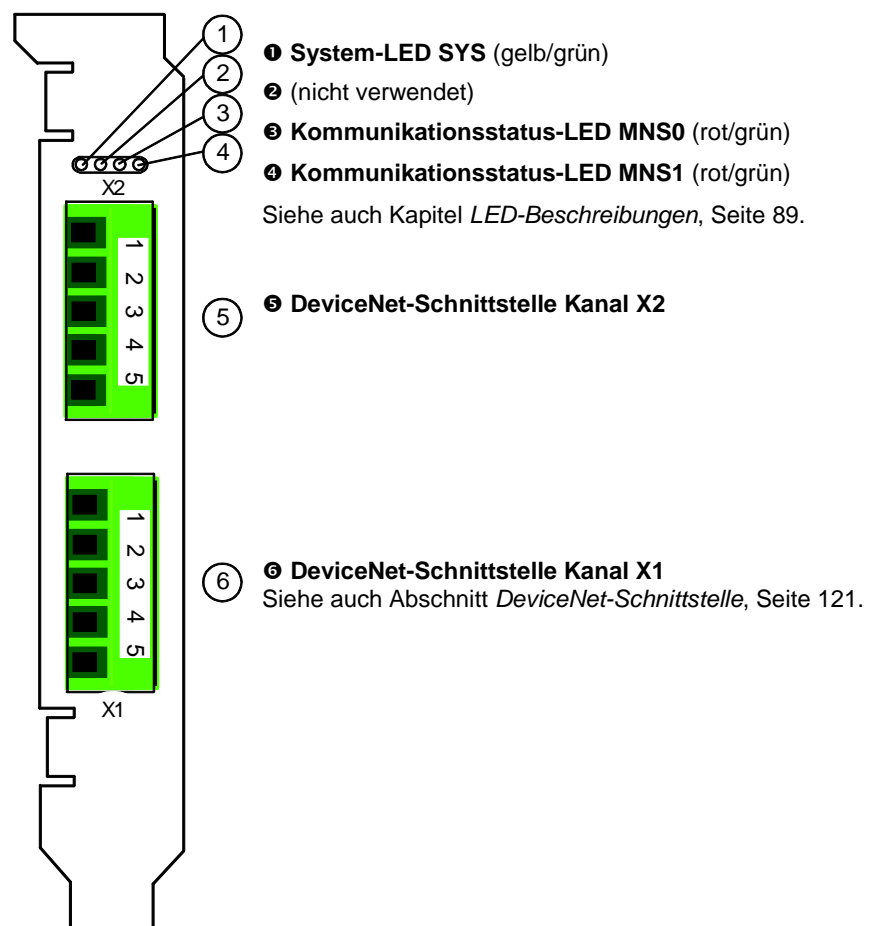 1
2
3
4
❶ System-LED SYS (gelb/grün)
❷ (nicht verwendet)
❸ Kommunikationsstatus-LED MNS0 (rot/grün)
❹ Kommunikationsstatus-LED MNS1 (rot/grün)
Siehe auch Kapitel LED-Beschreibungen, Seite 89.
X2
1
2
3
4
5
5
❺ DeviceNet-Schnittstelle Kanal X2
1
2
3
4
5
6
❻ DeviceNet-Schnittstelle Kanal X1
Siehe auch Abschnitt DeviceNet-Schnittstelle, Seite 121.
X1